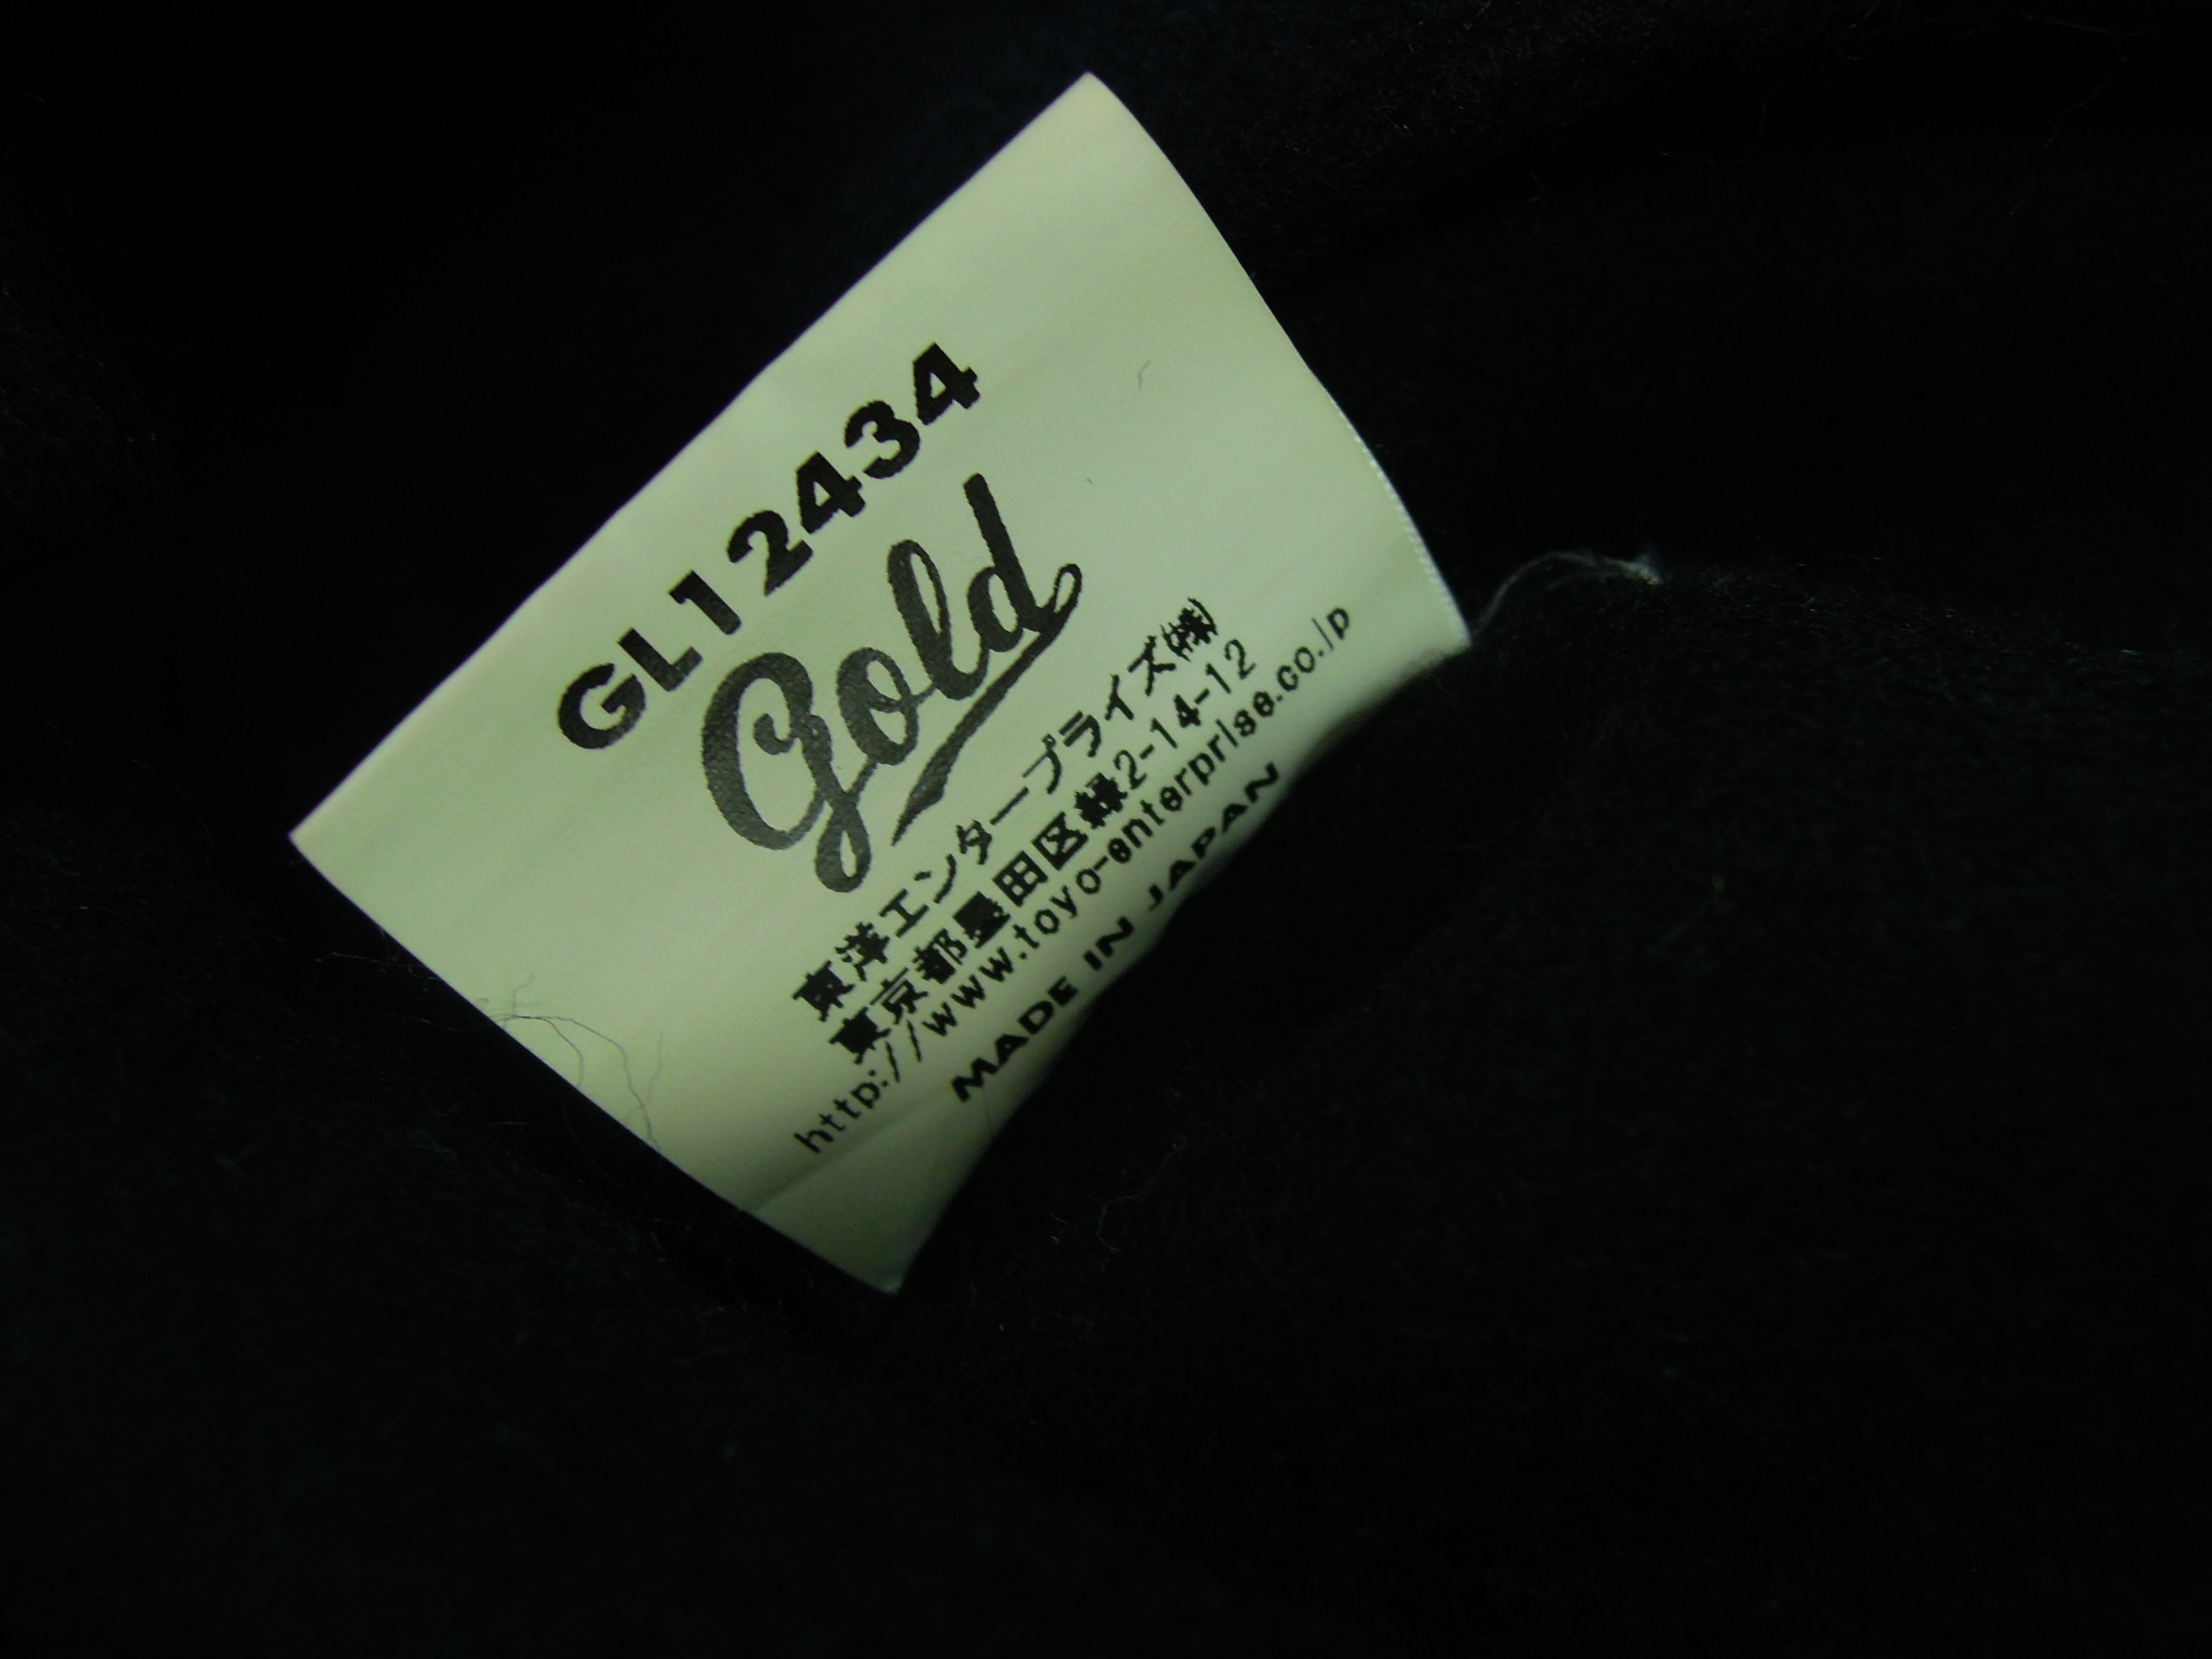 GL12434
Gold
東洋エンタープライズ㈱
東京都墨田区緑2-14-12
http://www.toyo-enterprise.co.jp
MADE IN JAPAN